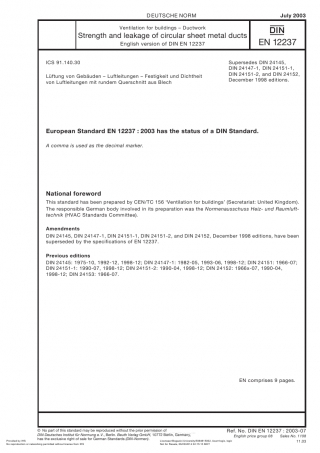 DEUTSCHE NORM
July 2003
Ventilation for buildings – Ductwork
Strength and leakage of circular sheet metal ducts
English version of DIN EN 12237
DIN
EN 12237
ICS 91.140.30
Supersedes DIN 24145,
DIN 24147-1, DIN 24151-1,
DIN 24151-2, and DIN 24152,
December 1998 editions.
Lüftung von Gebäuden – Luftleitungen – Festigkeit und Dichtheit
von Luftleitungen mit rundem Querschnitt aus Blech
European Standard EN 12237 : 2003 has the status of a DIN Standard.
A comma is used as the decimal marker.
National foreword
This standard has been prepared by CEN/TC 156 ‘Ventilation for buildings’ (Secretariat: United Kingdom).
The responsible German body involved in its preparation was the Normenausschuss Heiz- und Raumluft-
technik (HVAC Standards Committee).
Amendments
DIN 24145, DIN 24147-1, DIN 24151-1, DIN 24151-2, and DIN 24152, December 1998 editions, have been
superseded by the specifications of EN 12237.
Previous editions
DIN 24145: 1975-10, 1992-12, 1998-12; DIN 24147-1: 1982-05, 1993-06, 1998-12; DIN 24151: 1966-07;
DIN 24151-1: 1990-07, 1998-12; DIN 24151-2: 1990-04, 1998-12; DIN 24152: 1966x-07, 1990-04,
1998-12; DIN 24153: 1966-07.
EN comprises 9 pages.
© No part of this standard may be reproduced without the prior permission of
DIN Deutsches Institut für Normung e.V., Berlin. Beuth Verlag GmbH, 10772 Berlin, Germany,
has the exclusive right of sale for German Standards (DIN-Normen).
Ref. No. DIN EN 12237 : 2003-07
English price group 08 Sales No. 1108
11.03